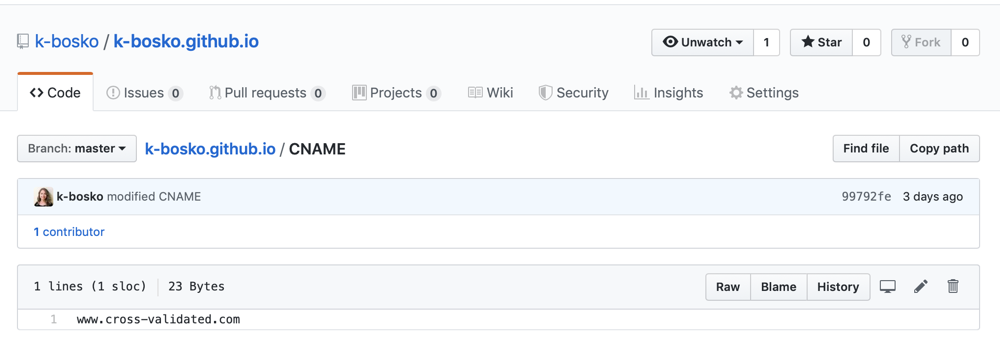 k-bosko / k-bosko.github.io Unwatch 1 Star 0 Fork 0
Code Issues 0 Pull requests 0 Projects 0 Wiki Security Insights Settings
Branch: master k-bosko.github.io / CNAME Find file Copy path
k-bosko modified CNAME 99792fe 3 days ago
1 contributor
1 lines (1 sloc) 23 Bytes Raw Blame History
1 www.cross-validated.com